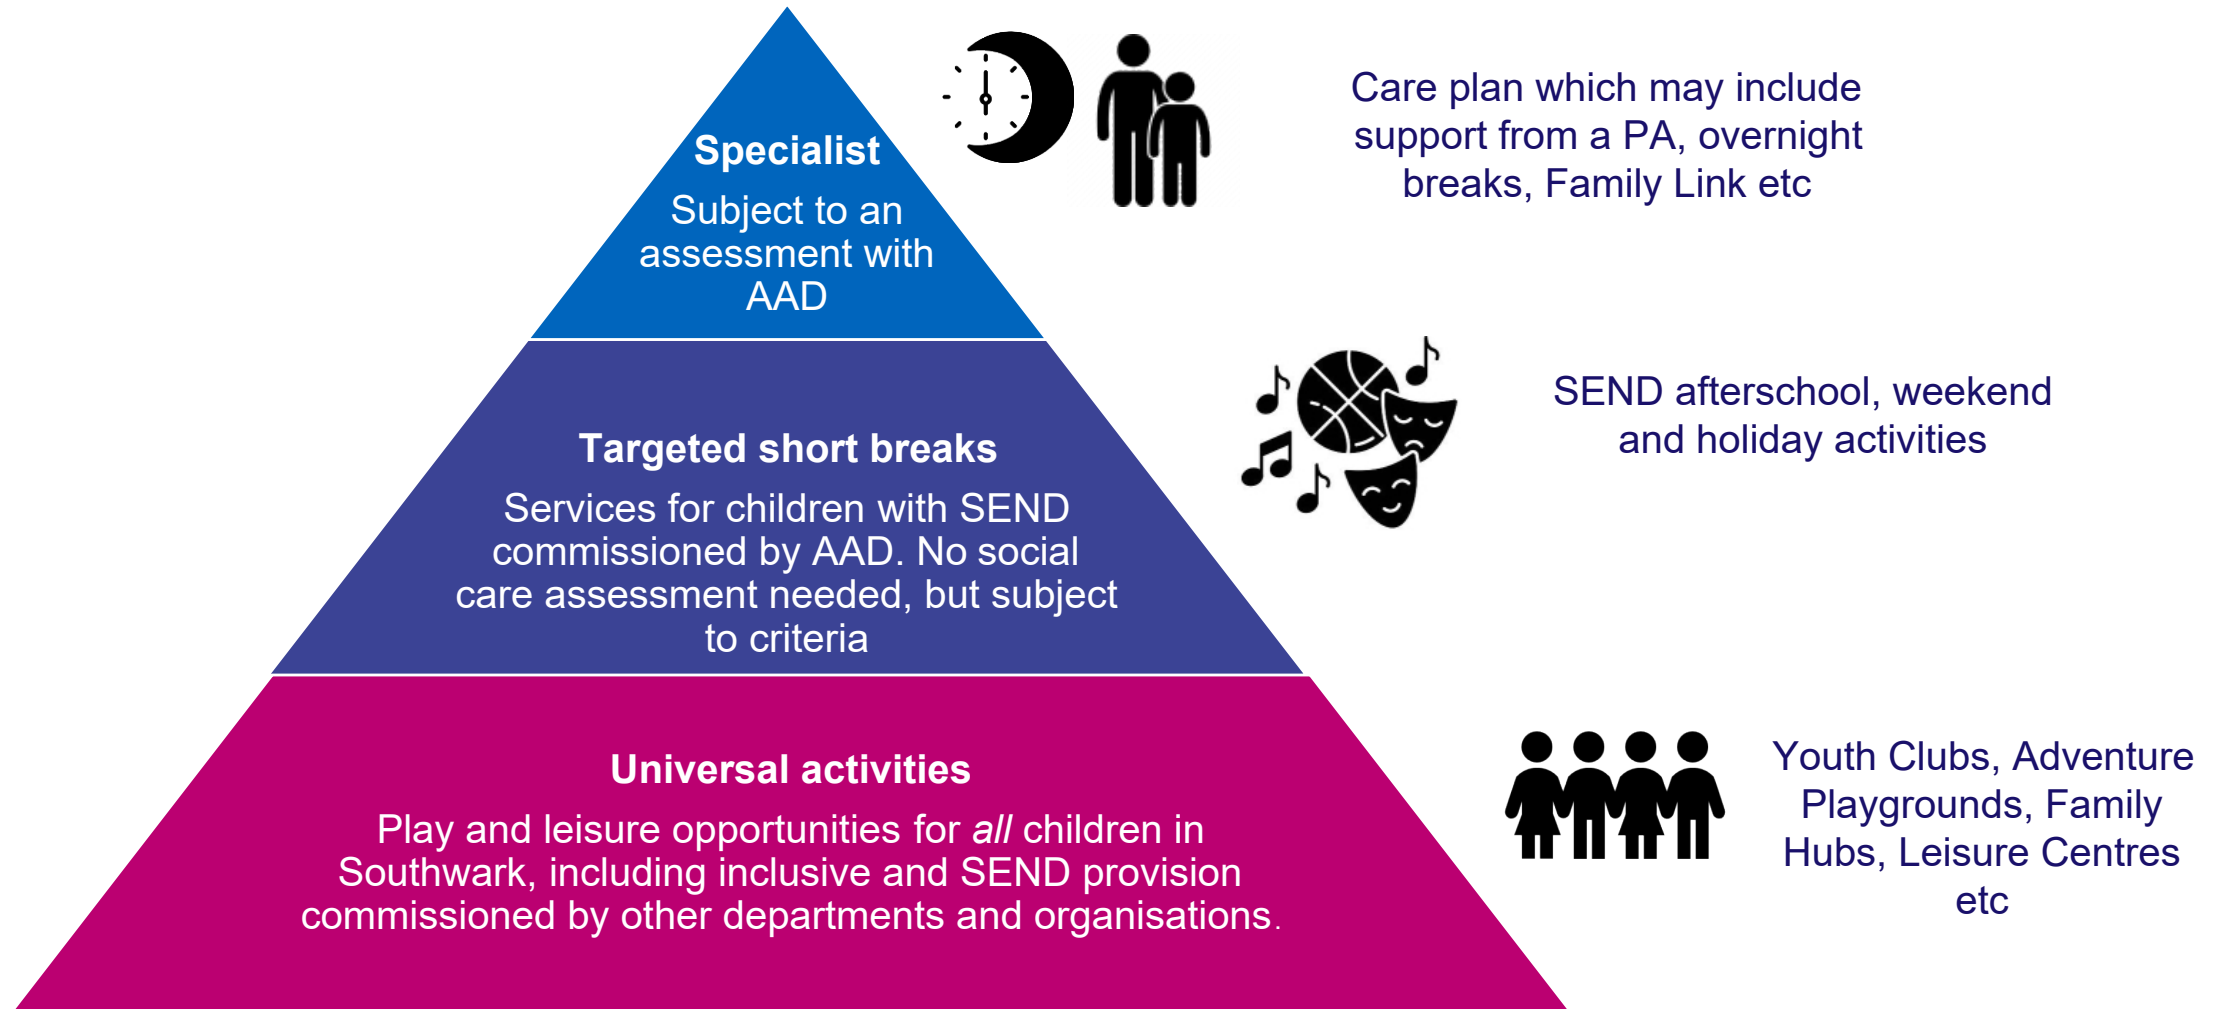 Specialist
Subject to an
assessment with
AAD
Care plan which may include
support from a PA, overnight
breaks, Family Link etc
Targeted short breaks
Services for children with SEND
commissioned by AAD. No social
care assessment needed, but subject
to criteria
SEND afterschool, weekend
and holiday activities
Universal activities
Play and leisure opportunities for all children in
Southwark, including inclusive and SEND provision
commissioned by other departments and organisations.
Youth Clubs, Adventure
Playgrounds, Family
Hubs, Leisure Centres
etc